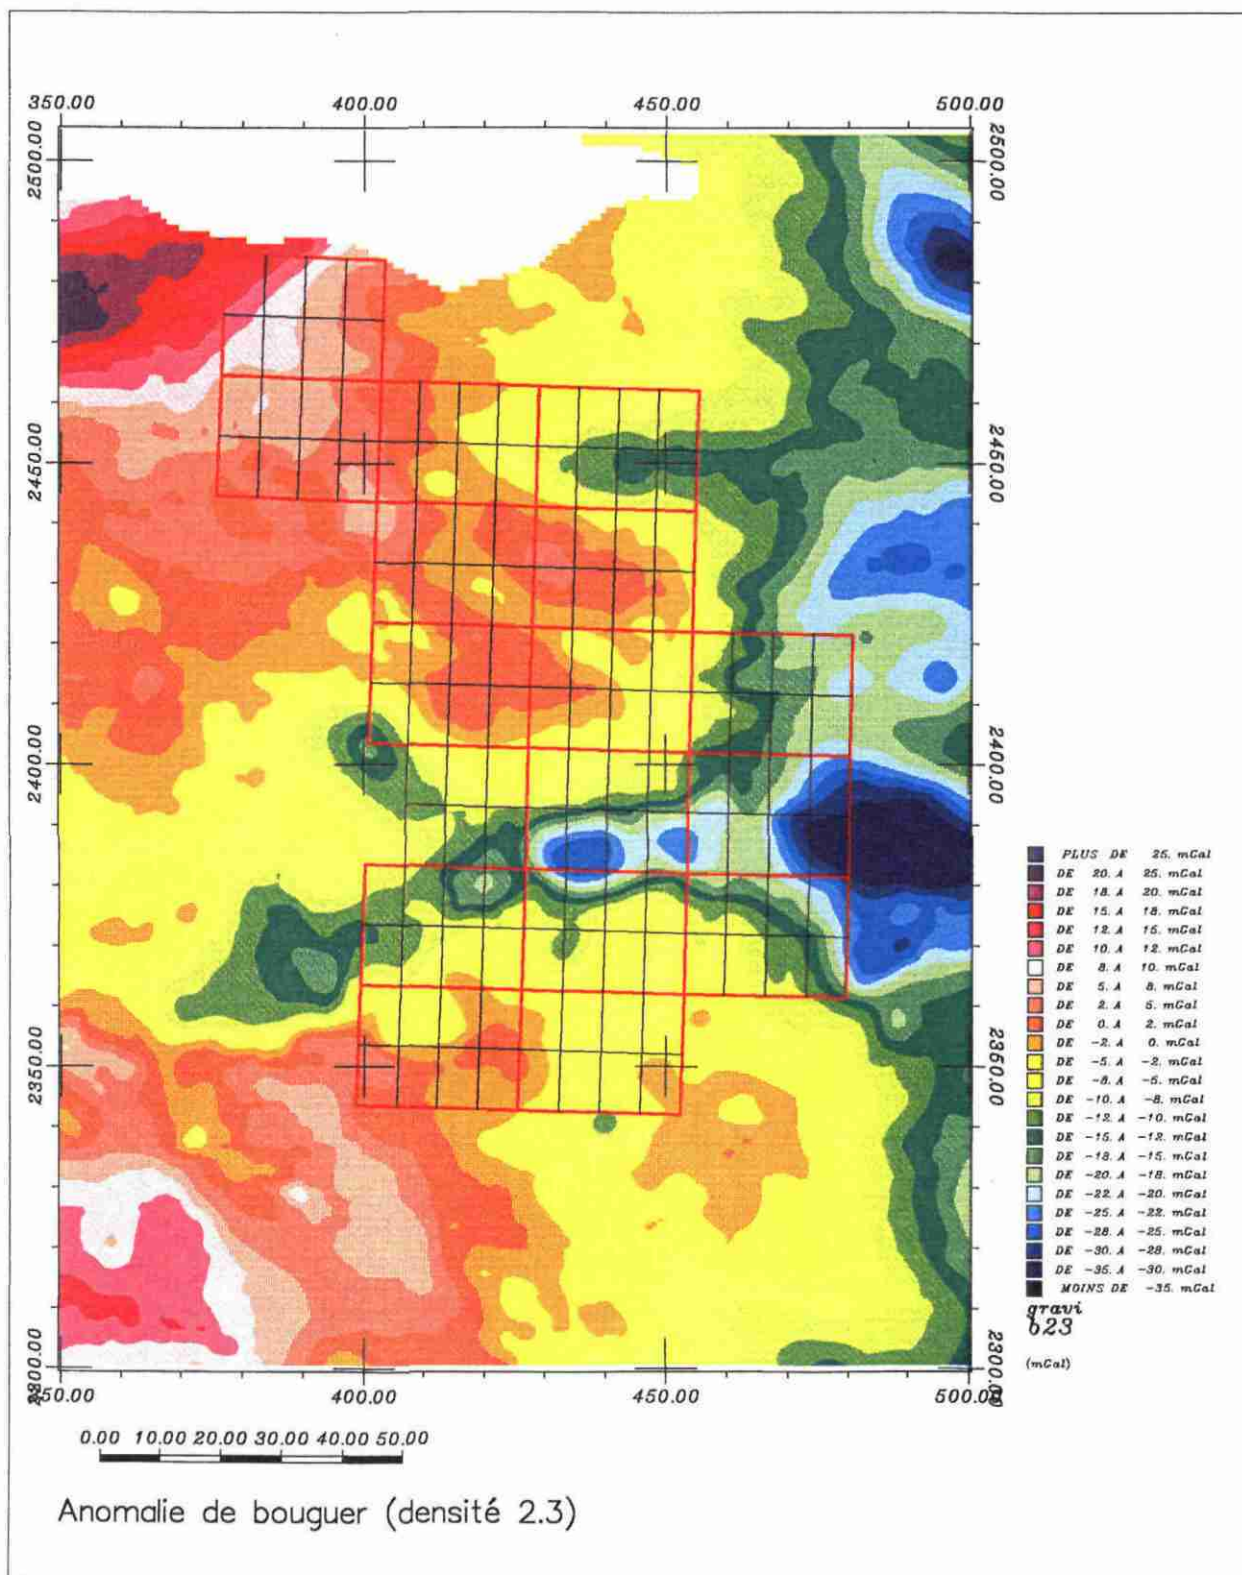 350.00 400.00 450.00 500.00
2500.00 2500.00
2450.00 2450.00
2400.00 2400.00
2350.00 2350.00
2300.00 2300.00
350.00 400.00 450.00 500.00
PLUS DE 25. mGal
DE 20. A 25. mGal
DE 18. A 20. mGal
DE 15. A 18. mGal
DE 12. A 15. mGal
DE 10. A 12. mGal
DE 8. A 10. mGal
DE 5. A 8. mGal
DE 2. A 5. mGal
DE 0. A 2. mGal
DE -2. A 0. mGal
DE -5. A -2. mGal
DE -8. A -5. mGal
DE -10. A -8. mGal
DE -12. A -10. mGal
DE -15. A -12. mGal
DE -18. A -15. mGal
DE -20. A -18. mGal
DE -22. A -20. mGal
DE -25. A -22. mGal
DE -28. A -25. mGal
DE -30. A -28. mGal
DE -35. A -30. mGal
MOINS DE -35. mGal
gravi
b23
(mGal)
0.00 10.00 20.00 30.00 40.00 50.00
Anomalie de bouguer (densité 2.3)